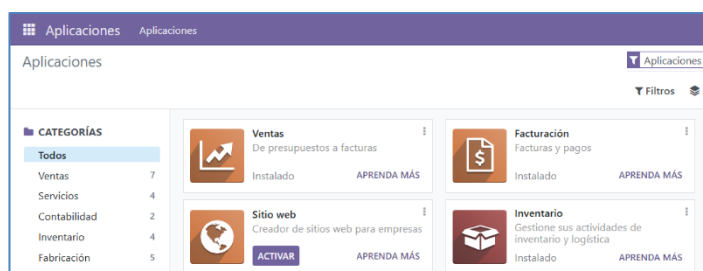 Aplicaciones Aplicaciones
Aplicaciones
Aplicaciones
Filtros
CATEGORÍAS
Todos
Ventas 7
Servicios 4
Contabilidad 2
Inventario 4
Fabricación 5
Ventas
De presupuestos a facturas
Instalado APRENDA MÁS
Facturación
Facturas y pagos
Instalado APRENDA MÁS
Sitio web
Creador de sitios web para empresas
ACTIVAR APRENDA MÁS
Inventario
Gestione sus actividades de
inventario y logística
Instalado APRENDA MÁS